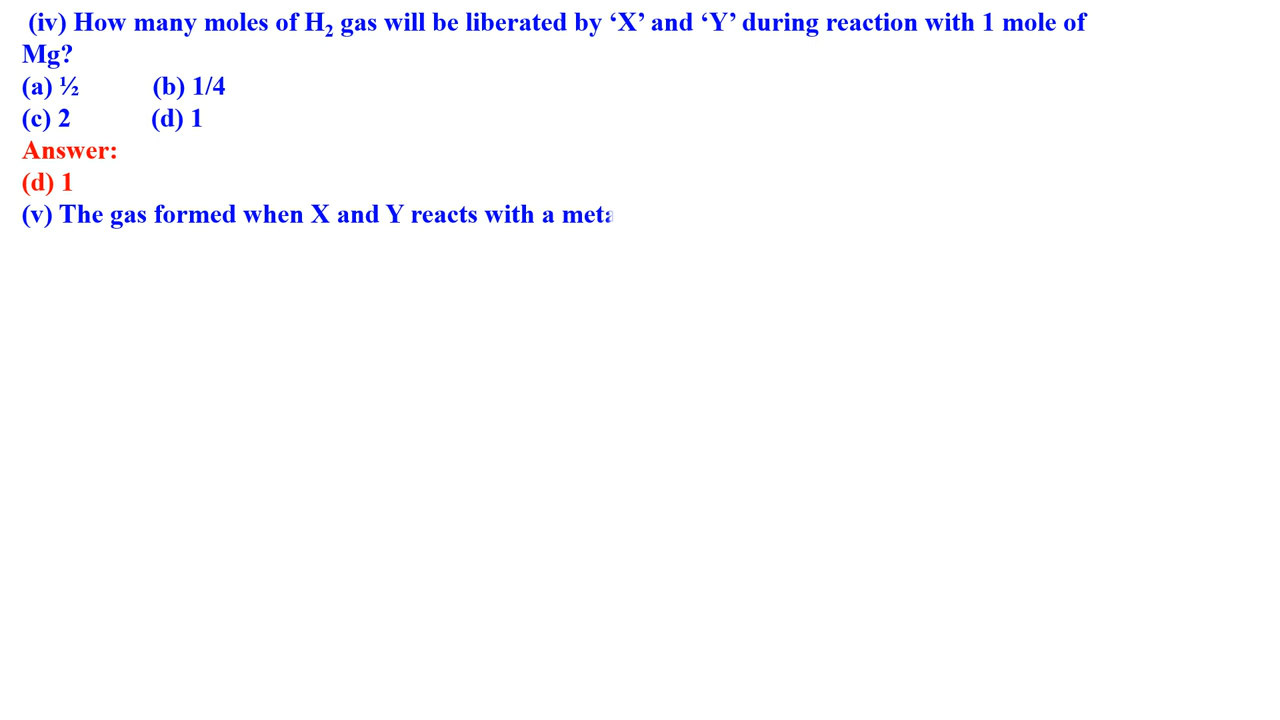 (iv) How many moles of H₂ gas will be liberated by ‘X’ and ‘Y’ during reaction with 1 mole of
Mg?
(a) ½ (b) 1/4
(c) 2 (d) 1
Answer:
(d) 1
(v) The gas formed when X and Y reacts with a meta